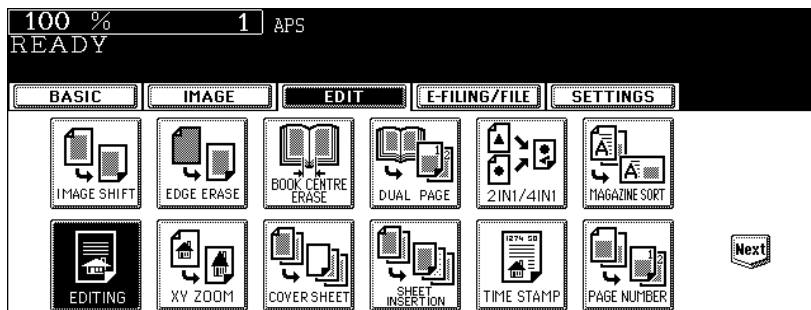 100 % 1 APS
READY
BASIC IMAGE EDIT E-FILING/FILE SETTINGS
IMAGE SHIFT EDGE ERASE BOOK CENTRE ERASE DUAL PAGE 2IN1/4IN1 MAGAZINE SORT
Next
EDITING XY ZOOM COVER SHEET SHEET INSERTION TIME STAMP PAGE NUMBER